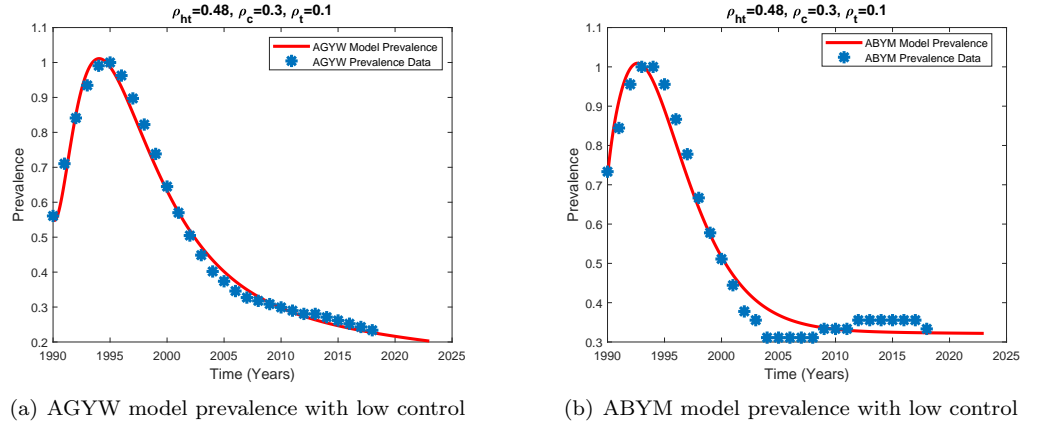 ρht=0.48, ρc=0.3, ρt=0.1
1.1
1
0.9
0.8
0.7
0.6
0.5
0.4
0.3
0.2
Prevalence
AGYW Model Prevalence
AGYW Prevalence Data
1990 1995 2000 2005 2010 2015 2020 2025
Time (Years)
(a) AGYW model prevalence with low control
ρht=0.48, ρc=0.3, ρt=0.1
1.1
1
0.9
0.8
0.7
0.6
0.5
0.4
0.3
Prevalence
ABYM Model Prevalence
ABYM Prevalence Data
1990 1995 2000 2005 2010 2015 2020 2025
Time (Years)
(b) ABYM model prevalence with low control